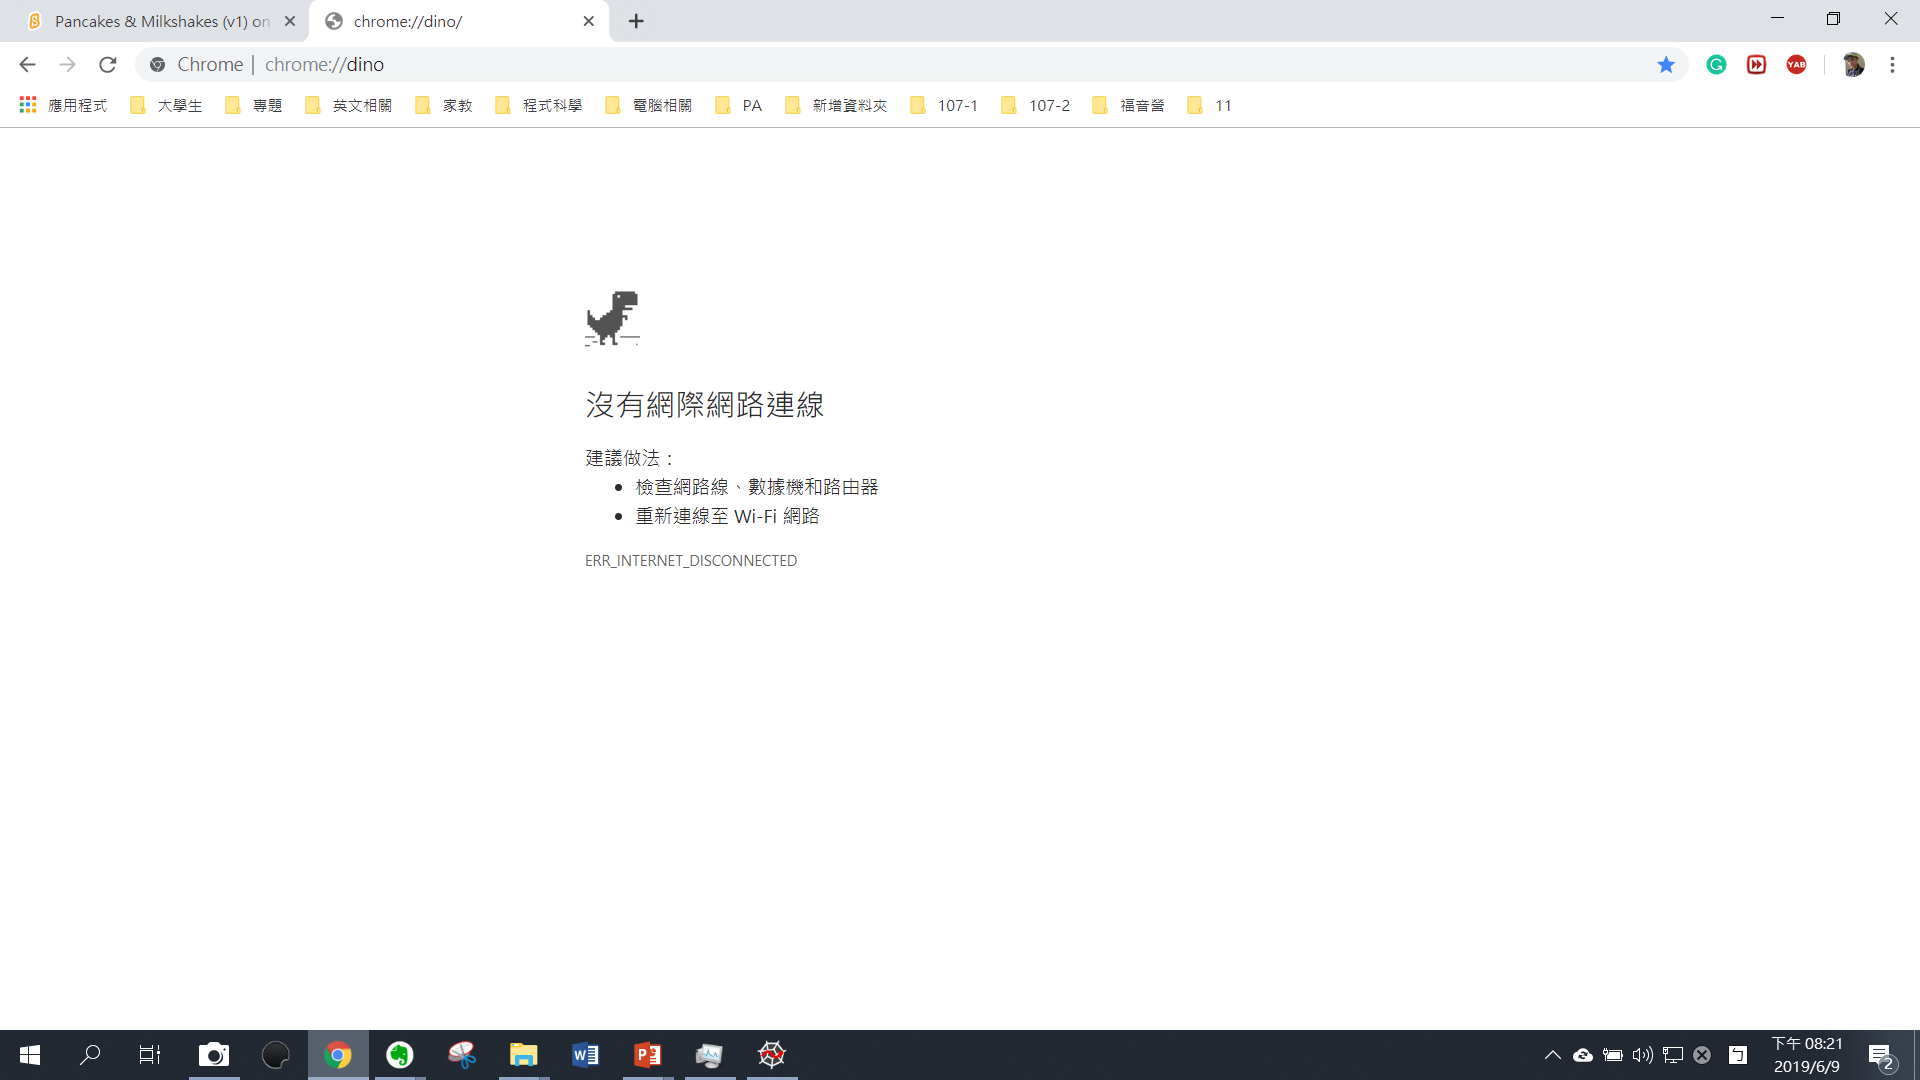 Pancakes & Milkshakes (v1) on
chrome://dino/
Chrome | chrome://dino
YAB
應用程式 大學生 專題 英文相關 家教 程式科學 電腦相關 PA 新增資料夾 107-1 107-2 福音營 11
沒有網際網路連線
建議做法：
檢查網路線、數據機和路由器
重新連線至 Wi-Fi 網路
ERR_INTERNET_DISCONNECTED
下午 08:21
2019/6/9
2